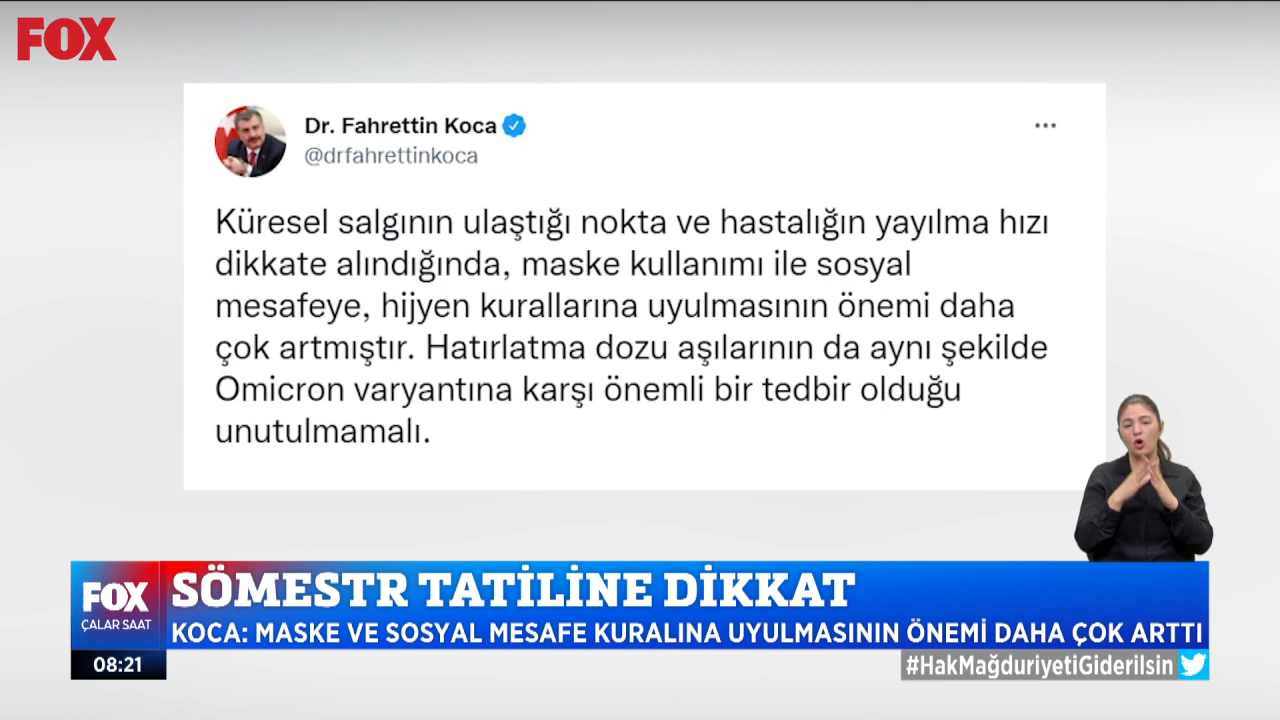 FOX
Dr. Fahrettin Koca
@drfahrettinkoca
Küresel salgının ulaştığı nokta ve hastalığın yayılma hızı
dikkate alındığında, maske kullanımı ile sosyal
mesafeye, hijyen kurallarına uyulmasının önemi daha
çok artmıştır. Hatırlatma dozu aşılarının da aynı şekilde
Omicron varyantına karşı önemli bir tedbir olduğu
unutulmamalı.
FOX
ÇALAR SAAT
SÖMESTR TATİLİNE DİKKAT
KOCA: MASKE VE SOSYAL MESAFE KURALINA UYULMASININ ÖNEMİ DAHA ÇOK ARTTI
08:21
#HakMağduriyetiGiderilsin